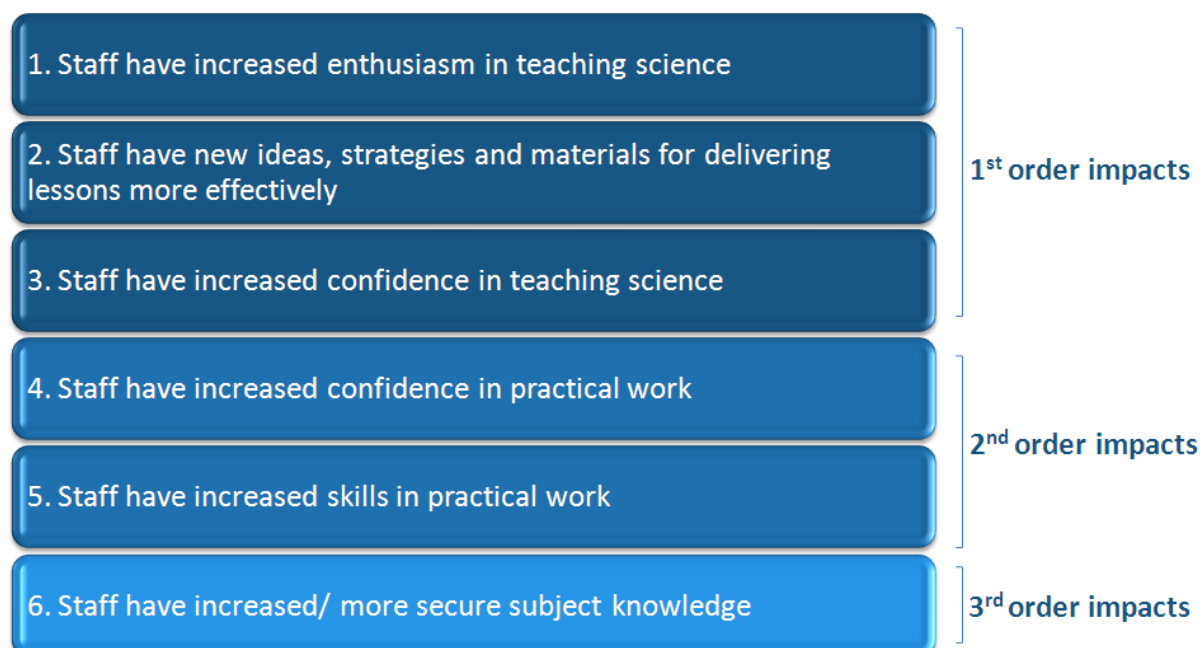 1. Staff have increased enthusiasm in teaching science
2. Staff have new ideas, strategies and materials for delivering
lessons more effectively
1st order impacts
3. Staff have increased confidence in teaching science
4. Staff have increased confidence in practical work
2nd order impacts
5. Staff have increased skills in practical work
6. Staff have increased/ more secure subject knowledge
3rd order impacts